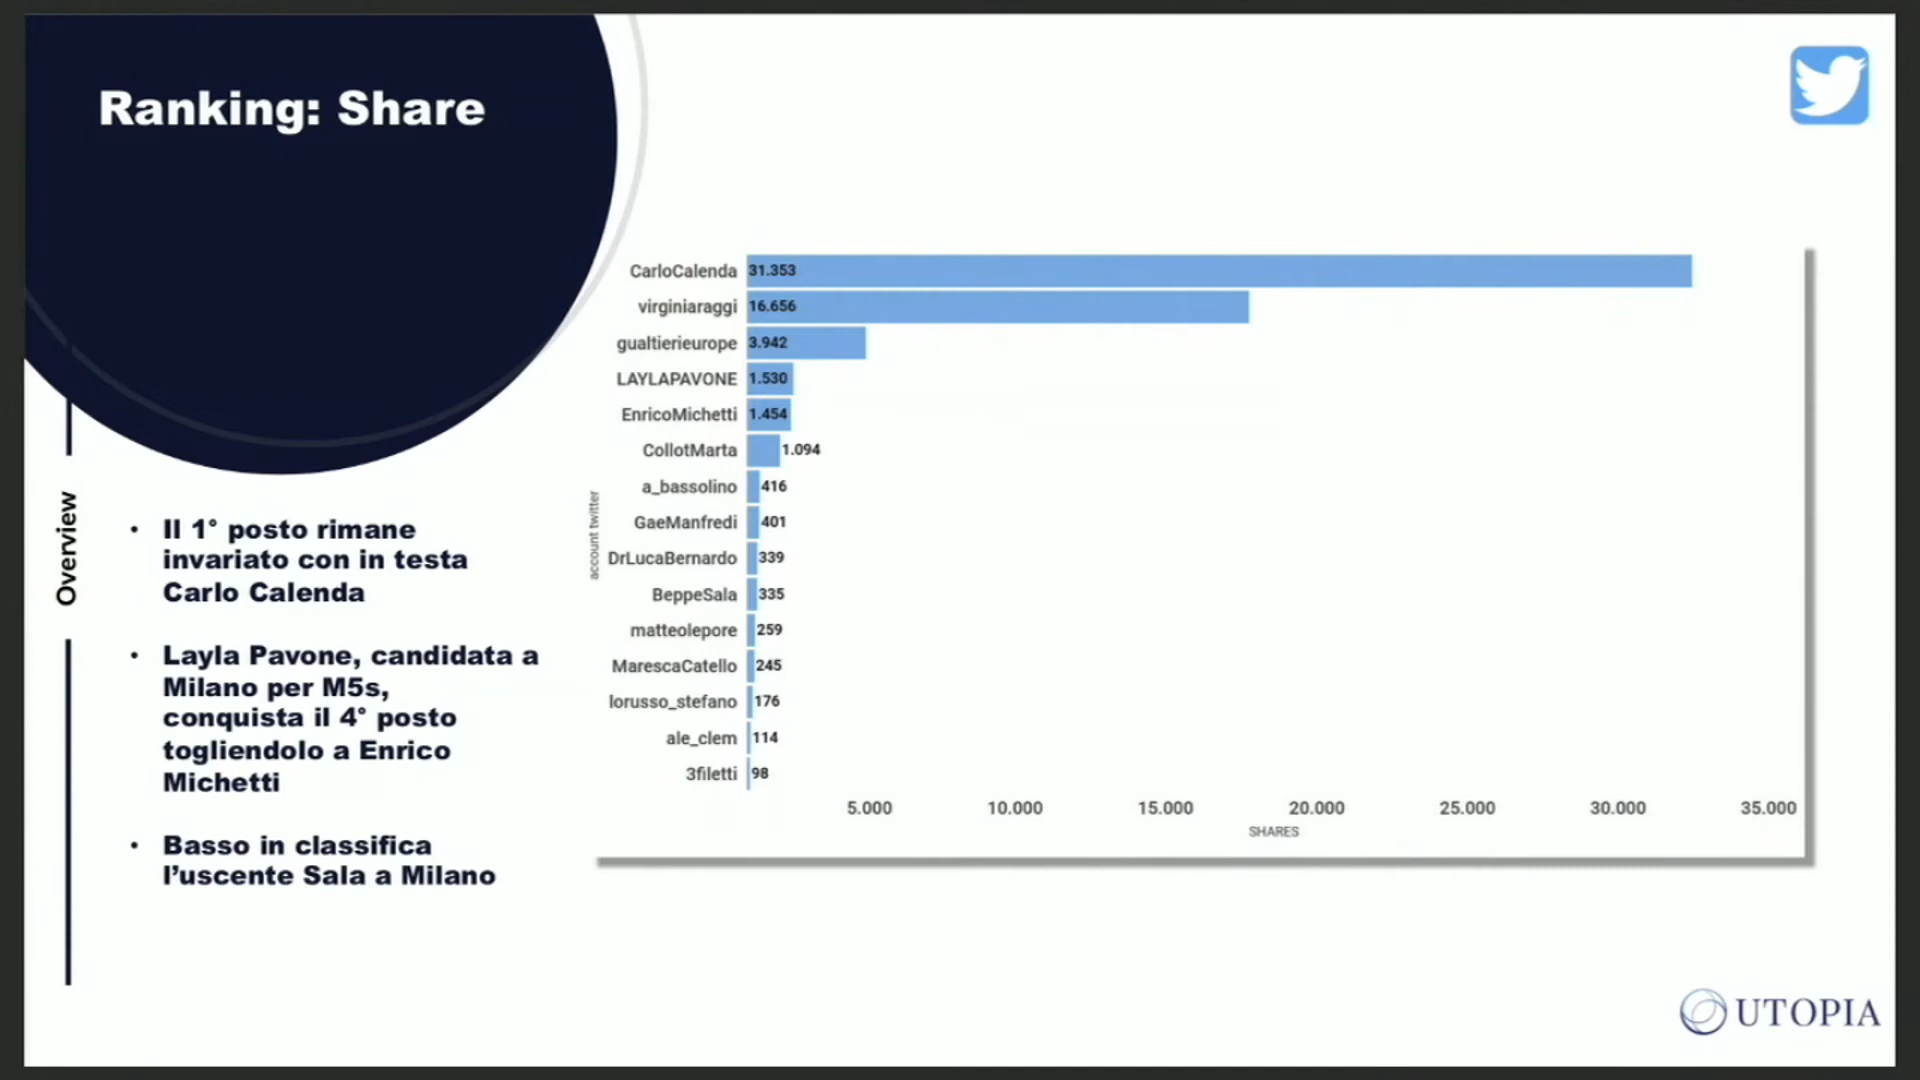 Ranking: Share
Overview
• Il 1° posto rimane
invariato con in testa
Carlo Calenda
• Layla Pavone, candidata a
Milano per M5s,
conquista il 4° posto
togliendolo a Enrico
Michetti
• Basso in classifica
l’uscente Sala a Milano
account twitter
CarloCalenda 31.353
virginiaraggi 16.656
gualtierieurope 3.942
LAYLAPAVONE 1.530
EnricoMichetti 1.454
CollotMarta 1.094
a_bassolino 416
GaeManfredi 401
DrLucaBernardo 339
BeppeSala 335
matteolepore 259
MarescaCatello 245
lorusso_stefano 176
ale_clem 114
3filetti 98
5.000 10.000 15.000 20.000 25.000 30.000 35.000
SHARES
UTOPIA